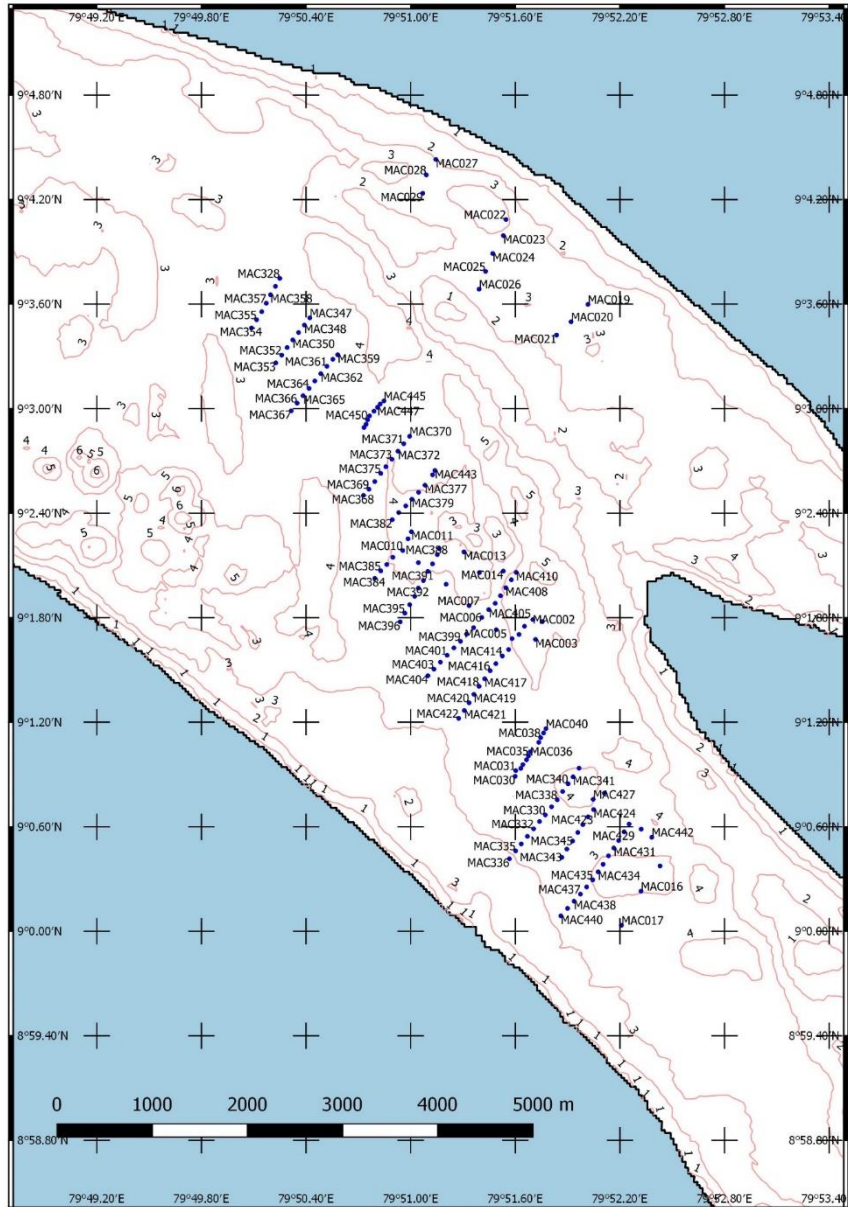 79°49.20'E 79°49.80'E 79°50.40'E 79°51.00'E 79°51.60'E 79°52.20'E 79°52.80'E 79°53.40'E
9°4.80'N 9°4.80'N
MAC027
MAC028
MAC029
9°4.20'N 9°4.20'N
MAC022
MAC023
MAC024
MAC025
MAC026
MAC328
MAC357 MAC358
MAC019
9°3.60'N 9°3.60'N
MAC355 MAC347
MAC020
MAC354 MAC348
MAC021
MAC350
MAC352
MAC353 MAC361 MAC359
MAC364 MAC362
MAC366 MAC365
MAC367
MAC445
9°3.00'N 9°3.00'N
MAC450 MAC447
MAC371 MAC370
MAC373 MAC372
MAC375 MAC443
MAC369 MAC377
MAC368
MAC379
9°2.40'N 9°2.40'N
MAC382
MAC011
MAC010 MAC388
MAC013
MAC385 MAC391 MAC014 MAC410
MAC384
MAC392 MAC408
MAC007
MAC395 MAC006 MAC405
MAC396 MAC002
9°1.80'N 9°1.80'N
MAC399 MAC005
MAC003
MAC401 MAC414
MAC403 MAC416
MAC404 MAC418 MAC417
MAC420 MAC419
MAC422 MAC421
9°1.20'N 9°1.20'N
MAC040
MAC038
MAC035 MAC036
MAC031
MAC030 MAC340 MAC341
MAC338 MAC427
MAC330 MAC424
MAC332 MAC423
9°0.60'N 9°0.60'N
MAC429 MAC442
MAC335 MAC345
MAC336 MAC343 MAC431
MAC435 MAC434
MAC437 MAC016
MAC438
MAC440 MAC017
9°0.00'N 9°0.00'N
8°59.40'N 8°59.40'N
0 1000 2000 3000 4000 5000 m
8°58.80'N 8°58.80'N
79°49.20'E 79°49.80'E 79°50.40'E 79°51.00'E 79°51.60'E 79°52.20'E 79°52.80'E 79°53.40'E